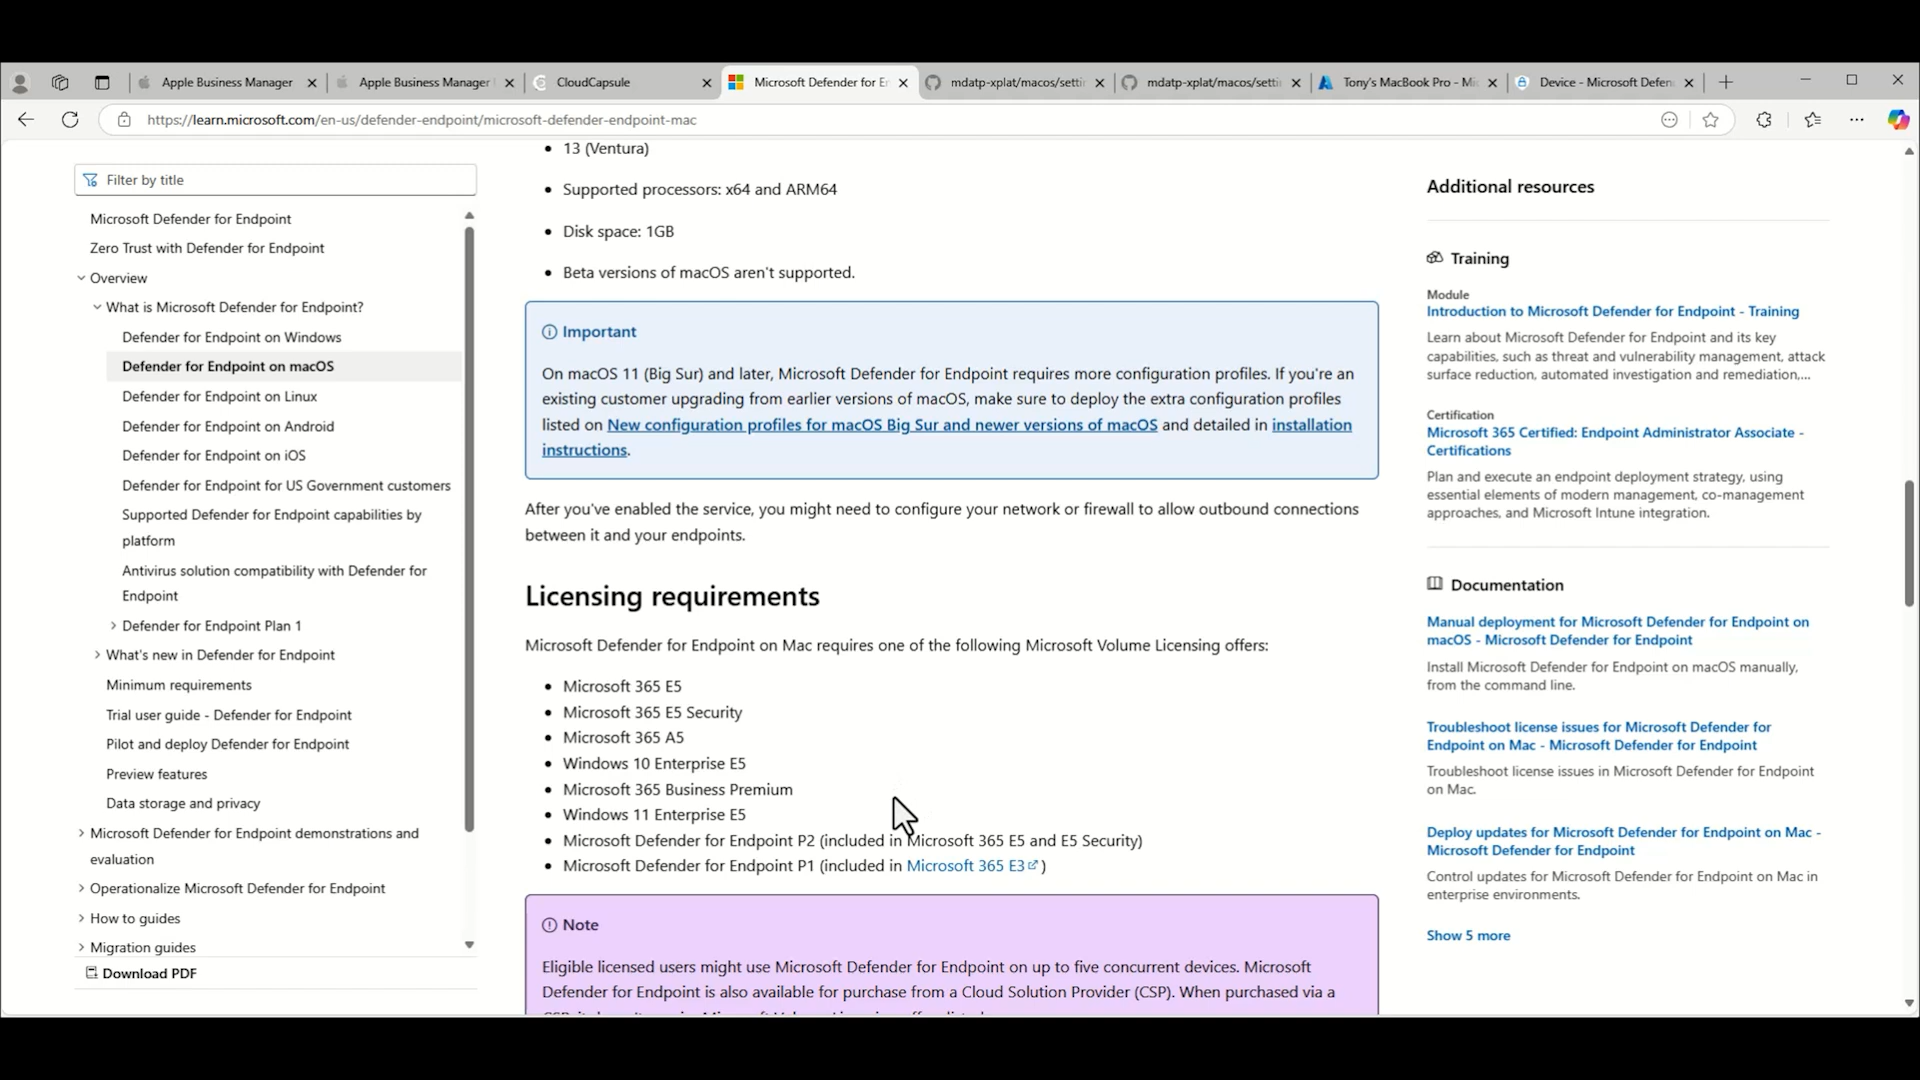 Apple Business Manager
Apple Business Manager
CloudCapsule
Microsoft Defender for Er
mdatp-xplat/macos/settin
mdatp-xplat/macos/settin
Tony's MacBook Pro - Mi
Device - Microsoft Defen
https://learn.microsoft.com/en-us/defender-endpoint/microsoft-defender-endpoint-mac
Filter by title
Microsoft Defender for Endpoint
Zero Trust with Defender for Endpoint
Overview
What is Microsoft Defender for Endpoint?
Defender for Endpoint on Windows
Defender for Endpoint on macOS
Defender for Endpoint on Linux
Defender for Endpoint on Android
Defender for Endpoint on iOS
Defender for Endpoint for US Government customers
Supported Defender for Endpoint capabilities by
platform
Antivirus solution compatibility with Defender for
Endpoint
Defender for Endpoint Plan 1
What's new in Defender for Endpoint
Minimum requirements
Trial user guide - Defender for Endpoint
Pilot and deploy Defender for Endpoint
Preview features
Data storage and privacy
Microsoft Defender for Endpoint demonstrations and
evaluation
Operationalize Microsoft Defender for Endpoint
How to guides
Migration guides
Download PDF
• 13 (Ventura)
• Supported processors: x64 and ARM64
• Disk space: 1GB
• Beta versions of macOS aren't supported.
Important
On macOS 11 (Big Sur) and later, Microsoft Defender for Endpoint requires more configuration profiles. If you're an
existing customer upgrading from earlier versions of macOS, make sure to deploy the extra configuration profiles
listed on New configuration profiles for macOS Big Sur and newer versions of macOS and detailed in installation
instructions.
After you've enabled the service, you might need to configure your network or firewall to allow outbound connections
between it and your endpoints.
Licensing requirements
Microsoft Defender for Endpoint on Mac requires one of the following Microsoft Volume Licensing offers:
• Microsoft 365 E5
• Microsoft 365 E5 Security
• Microsoft 365 A5
• Windows 10 Enterprise E5
• Microsoft 365 Business Premium
• Windows 11 Enterprise E5
• Microsoft Defender for Endpoint P2 (included in Microsoft 365 E5 and E5 Security)
• Microsoft Defender for Endpoint P1 (included in Microsoft 365 E3)
Note
Eligible licensed users might use Microsoft Defender for Endpoint on up to five concurrent devices. Microsoft
Defender for Endpoint is also available for purchase from a Cloud Solution Provider (CSP). When purchased via a
Additional resources
Training
Module
Introduction to Microsoft Defender for Endpoint - Training
Learn about Microsoft Defender for Endpoint and its key
capabilities, such as threat and vulnerability management, attack
surface reduction, automated investigation and remediation,...
Certification
Microsoft 365 Certified: Endpoint Administrator Associate -
Certifications
Plan and execute an endpoint deployment strategy, using
essential elements of modern management, co-management
approaches, and Microsoft Intune integration.
Documentation
Manual deployment for Microsoft Defender for Endpoint on
macOS - Microsoft Defender for Endpoint
Install Microsoft Defender for Endpoint on macOS manually,
from the command line.
Troubleshoot license issues for Microsoft Defender for
Endpoint on Mac - Microsoft Defender for Endpoint
Troubleshoot license issues in Microsoft Defender for Endpoint
on Mac.
Deploy updates for Microsoft Defender for Endpoint on Mac -
Microsoft Defender for Endpoint
Control updates for Microsoft Defender for Endpoint on Mac in
enterprise environments.
Show 5 more